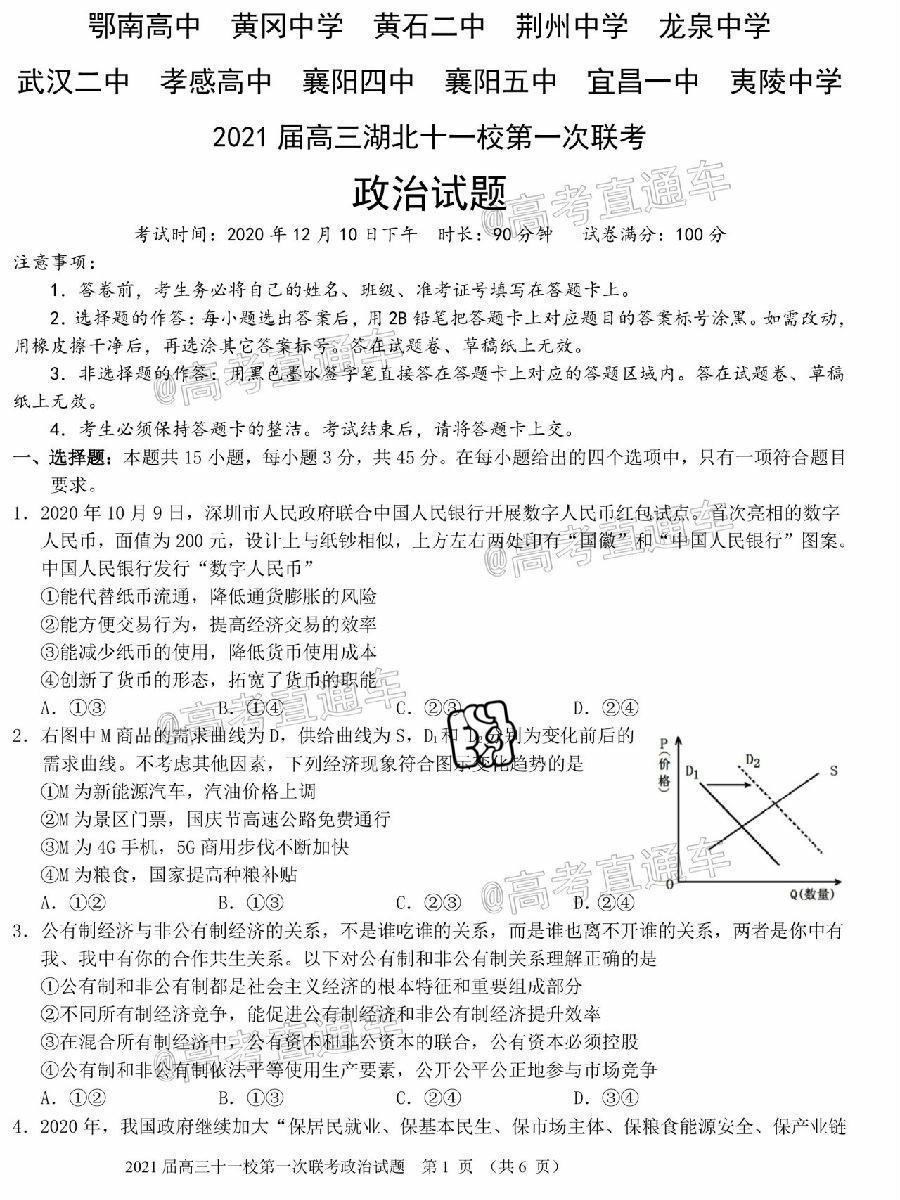 鄂南高中 黄冈中学 黄石二中 荆州中学 龙泉中学
武汉二中 孝感高中 襄阳四中 襄阳五中 宜昌一中 夷陵中学
2021 届高三湖北十一校第一次联考
政治试题
@高考直通车
考试时间：2020 年 12 月 10 日下午 时长：90 分钟 试卷满分：100 分
注意事项：
1．答卷前，考生务必将自己的姓名、班级、准考证号填写在答题卡上。
2．选择题的作答：每小题选出答案后，用 2B 铅笔把答题卡上对应题目的答案标号涂黑。如需改动，
用橡皮擦干净后，再选涂其它答案标号。答在试题卷、草稿纸上无效。
@高考直通车
3．非选择题的作答：用黑色墨水签字笔直接答在答题卡上对应的答题区域内。答在试题卷、草稿
纸上无效。
4．考生必须保持答题卡的整洁。考试结束后，请将答题卡上交。
一、选择题：本题共 15 小题，每小题 3 分，共 45 分。在每小题给出的四个选项中，只有一项符合题目
要求。
1．2020 年 10 月 9 日，深圳市人民政府联合中国人民银行开展数字人民币红包试点。首次亮相的数字
人民币，面值为 200 元，设计上与纸钞相似，上方左右两处印有“国徽”和“中国人民银行”图案。
@高考直通车
中国人民银行发行“数字人民币”
①能代替纸币流通，降低通货膨胀的风险
②能方便交易行为，提高经济交易的效率
③能减少纸币的使用，降低货币使用成本
④创新了货币的形态，拓宽了货币的职能
@高考直通车
A．①③ B．①④ C．②③ D．②④
2．右图中 M 商品的需求曲线为 D，供给曲线为 S，D₁和 分别为变化前后的
需求曲线。不考虑其他因素，下列经济现象符合图示变化趋势的是
①M 为新能源汽车，汽油价格上调
②M 为景区门票，国庆节高速公路免费通行
③M 为 4G 手机，5G 商用步伐不断加快
④M 为粮食，国家提高种粮补贴
A．①② B．①③ C．②③ D．②④
P
(价格)
D₁
D₂
S
0
Q(数量)
@高考直通车
3．公有制经济与非公有制经济的关系，不是谁吃谁的关系，而是谁也离不开谁的关系，两者是你中有
我、我中有你的合作共生关系。以下对公有制和非公有制关系理解正确的是
①公有制和非公有制都是社会主义经济的根本特征和重要组成部分
②不同所有制经济竞争，能促进公有制经济和非公有制经济提升效率
③在混合所有制经济中，公有资本和非公资本的联合，公有资本必须控股
@高考直通车
④公有制和非公有制依法平等使用生产要素，公开公平公正地参与市场竞争
A．①② B．①③ C．②④ D．③④
4．2020 年，我国政府继续加大“保居民就业、保基本民生、保市场主体、保粮食能源安全、保产业链
2021 届高三十一校第一次联考政治试题 第 1 页 （共 6 页）